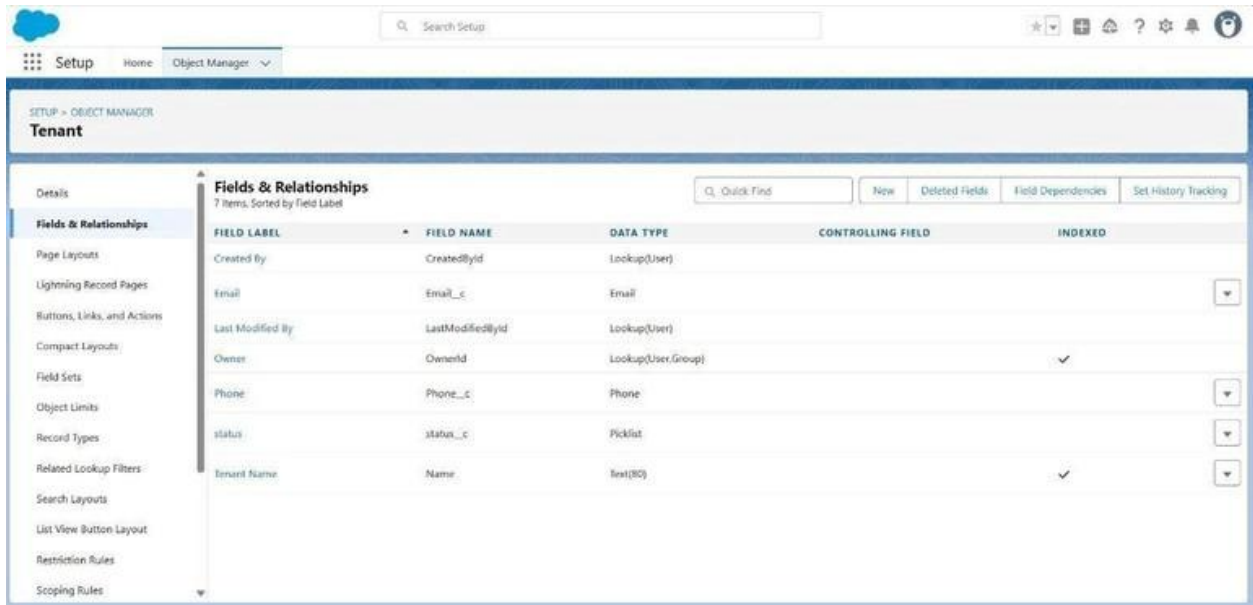 Search Setup
Setup Home Object Manager
SETUP > OBJECT MANAGER
Tenant
Details
Fields & Relationships
Page Layouts
Lightning Record Pages
Buttons, Links, and Actions
Compact Layouts
Field Sets
Object Limits
Record Types
Related Lookup Filters
Search Layouts
List View Button Layout
Restriction Rules
Scoping Rules
Fields & Relationships
7 Items, Sorted by Field Label
Quick Find New Deleted Fields Field Dependencies Set History Tracking
FIELD LABEL FIELD NAME DATA TYPE CONTROLLING FIELD INDEXED
Created By CreatedById Lookup(User)
Email Email__c Email
Last Modified By LastModifiedById Lookup(User)
Owner OwnerId Lookup(User,Group)
Phone Phone__c Phone
status status__c Picklist
Tenant Name Name Text(80)